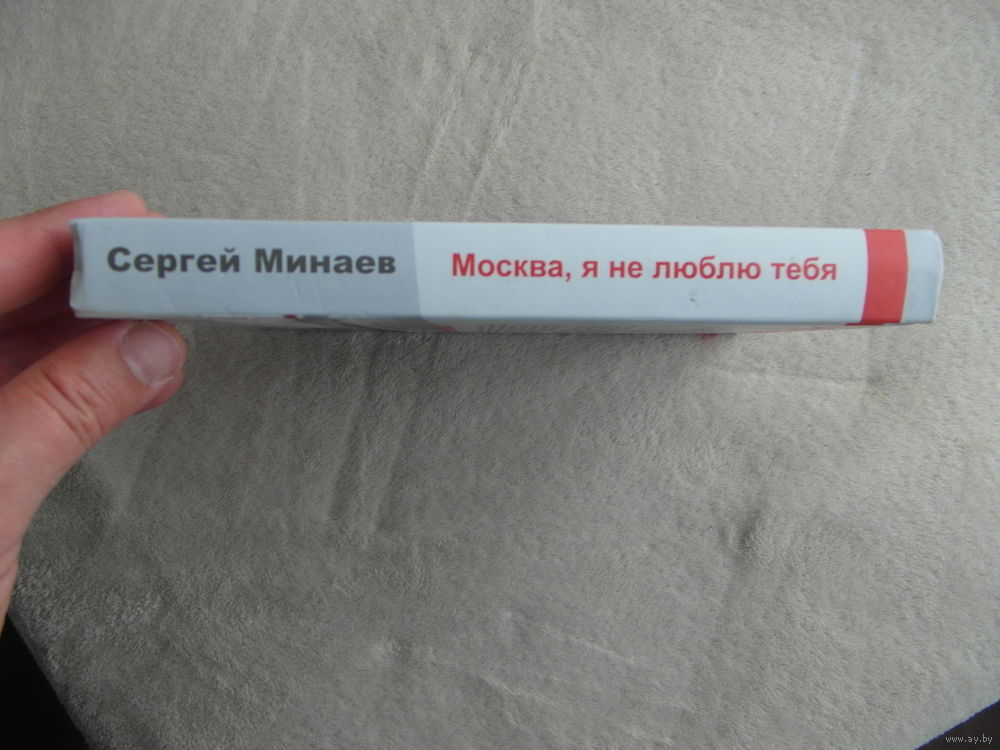 Сергей Минаев Москва, я не люблю тебя
www.ay.by